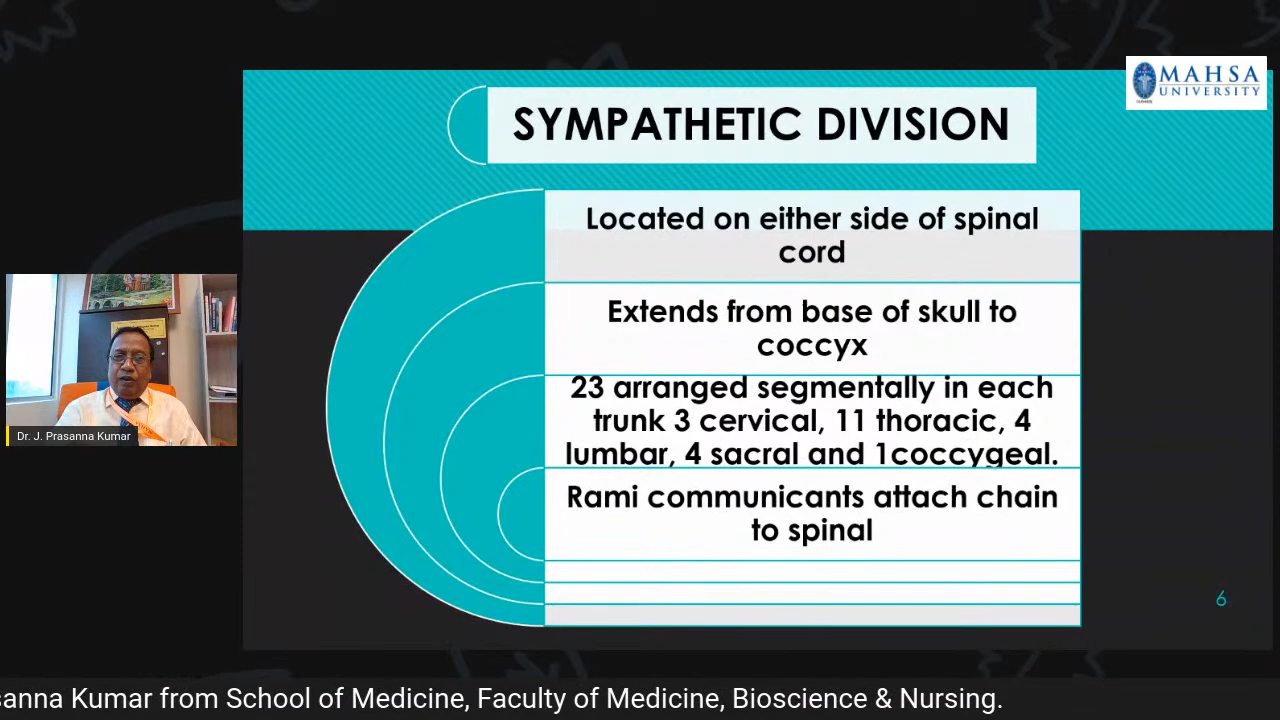 MAHSA
UNIVERSITY
SYMPATHETIC DIVISION
Located on either side of spinal
cord
Extends from base of skull to
coccyx
23 arranged segmentally in each
trunk 3 cervical, 11 thoracic, 4
lumbar, 4 sacral and 1coccygeal.
Rami communicants attach chain
to spinal
6
Dr. J. Prasanna Kumar
sanna Kumar from School of Medicine, Faculty of Medicine, Bioscience & Nursing.